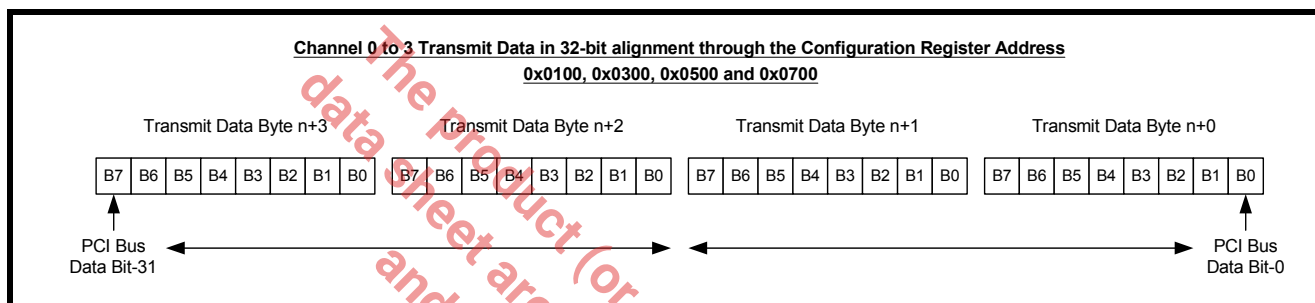 Channel 0 to 3 Transmit Data in 32-bit alignment through the Configuration Register Address
0x0100, 0x0300, 0x0500 and 0x0700
Transmit Data Byte n+3 Transmit Data Byte n+2 Transmit Data Byte n+1 Transmit Data Byte n+0
B7 B6 B5 B4 B3 B2 B1 B0 B7 B6 B5 B4 B3 B2 B1 B0 B7 B6 B5 B4 B3 B2 B1 B0 B7 B6 B5 B4 B3 B2 B1 B0
PCI Bus PCI Bus
Data Bit-31 Data Bit-0
The product (or
data sheet are
and